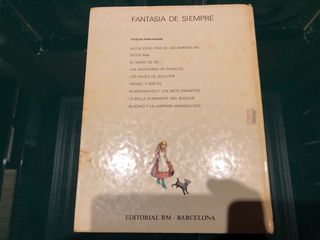 FANTASIA DE SIEMPRE
TITULOS PUBLICADOS:
ALICIA EN EL PAIS DE LAS MARAVILLAS
PETER PAN
EL MAGO DE OZ
LAS AVENTURAS DE PINOCHO
LOS VIAJES DE GULLIVER
HANSEL Y GRETEL
BLANCANIEVES Y LOS SIETE ENANITOS
LA BELLA DURMIENTE DEL BOSQUE
ALADINO Y LA LAMPARA MARAVILLOSA
EDITORIAL RM - BARCELONA